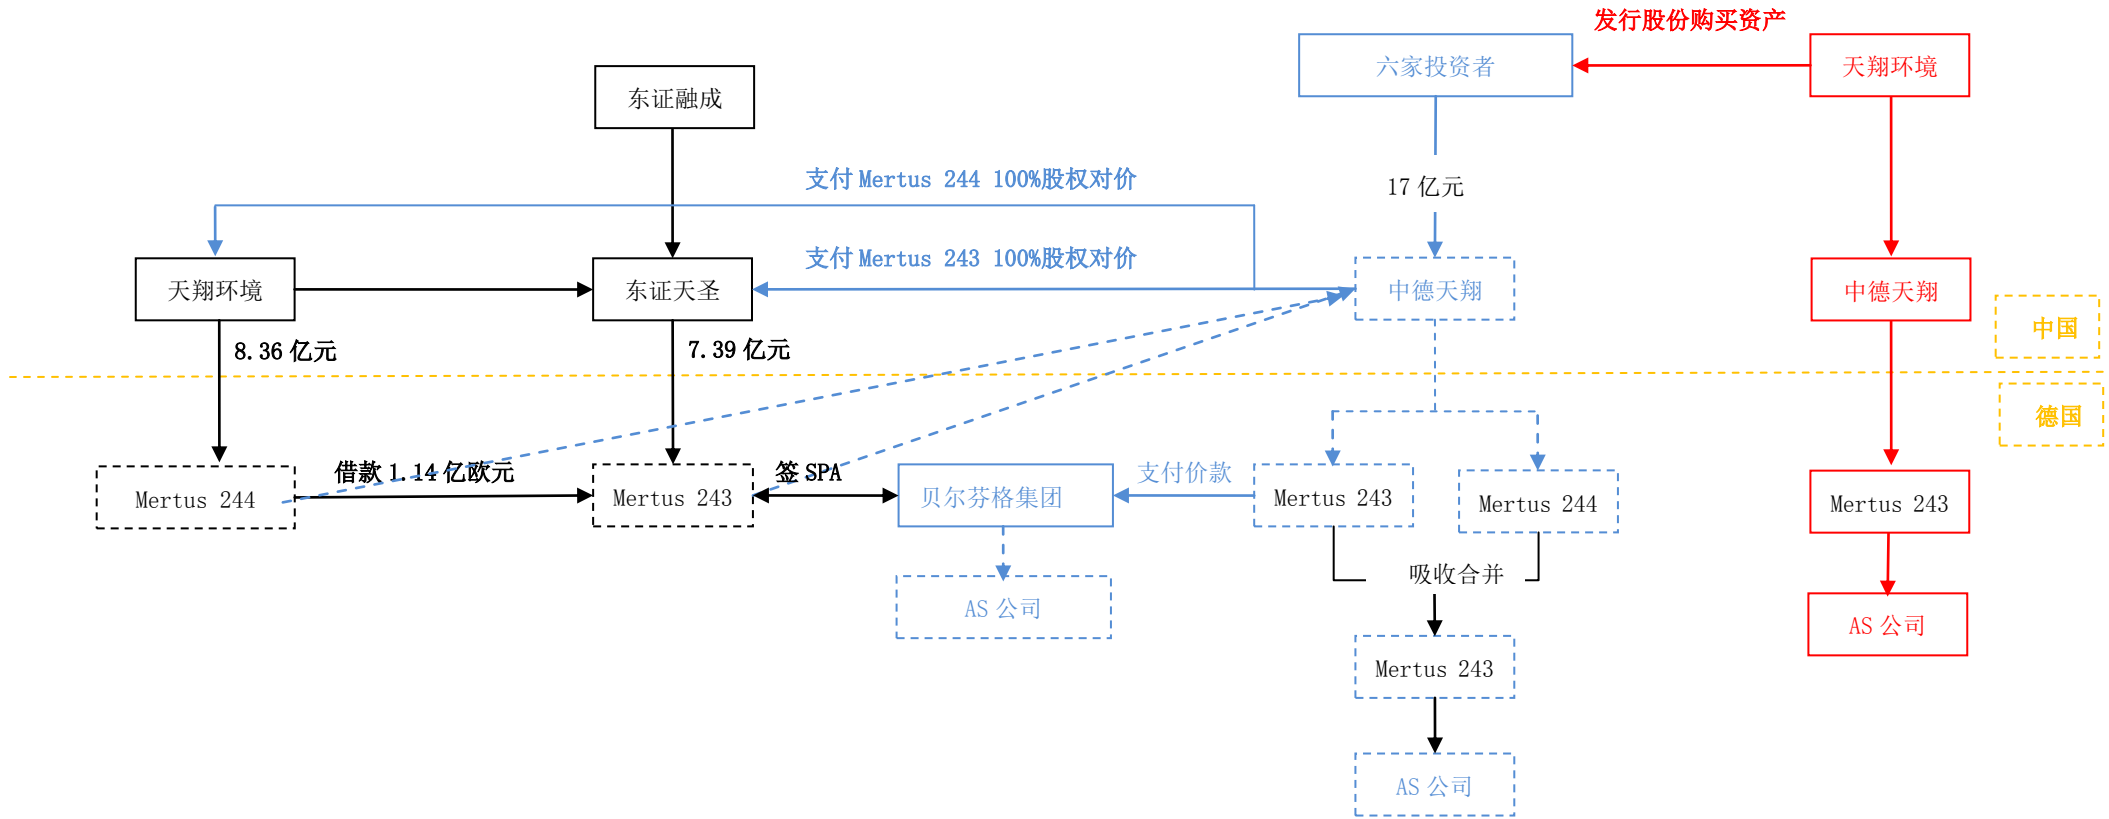 发行股份购买资产
六家投资者
天翔环境
东证融成
支付 Mertus 244 100%股权对价
17 亿元
支付 Mertus 243 100%股权对价
天翔环境
东证天圣
中德天翔
中德天翔
中国
8.36 亿元
7.39 亿元
德国
借款 1.14 亿欧元
签 SPA
支付价款
Mertus 244
Mertus 243
贝尔芬格集团
Mertus 243
Mertus 244
Mertus 243
吸收合并
AS 公司
AS 公司
Mertus 243
AS 公司